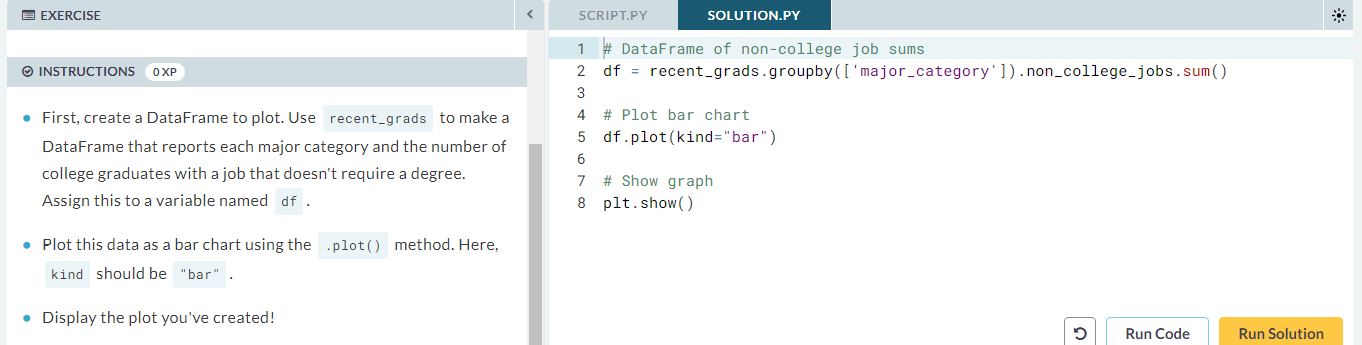 EXERCISE
INSTRUCTIONS 0 XP
First, create a DataFrame to plot. Use recent_grads to make a
DataFrame that reports each major category and the number of
college graduates with a job that doesn't require a degree.
Assign this to a variable named df .
Plot this data as a bar chart using the .plot() method. Here,
kind should be "bar" .
Display the plot you've created!
SCRIPT.PY SOLUTION.PY
1 # DataFrame of non-college job sums
2 df = recent_grads.groupby(['major_category']).non_college_jobs.sum()
3
4 # Plot bar chart
5 df.plot(kind="bar")
6
7 # Show graph
8 plt.show()
Run Code Run Solution